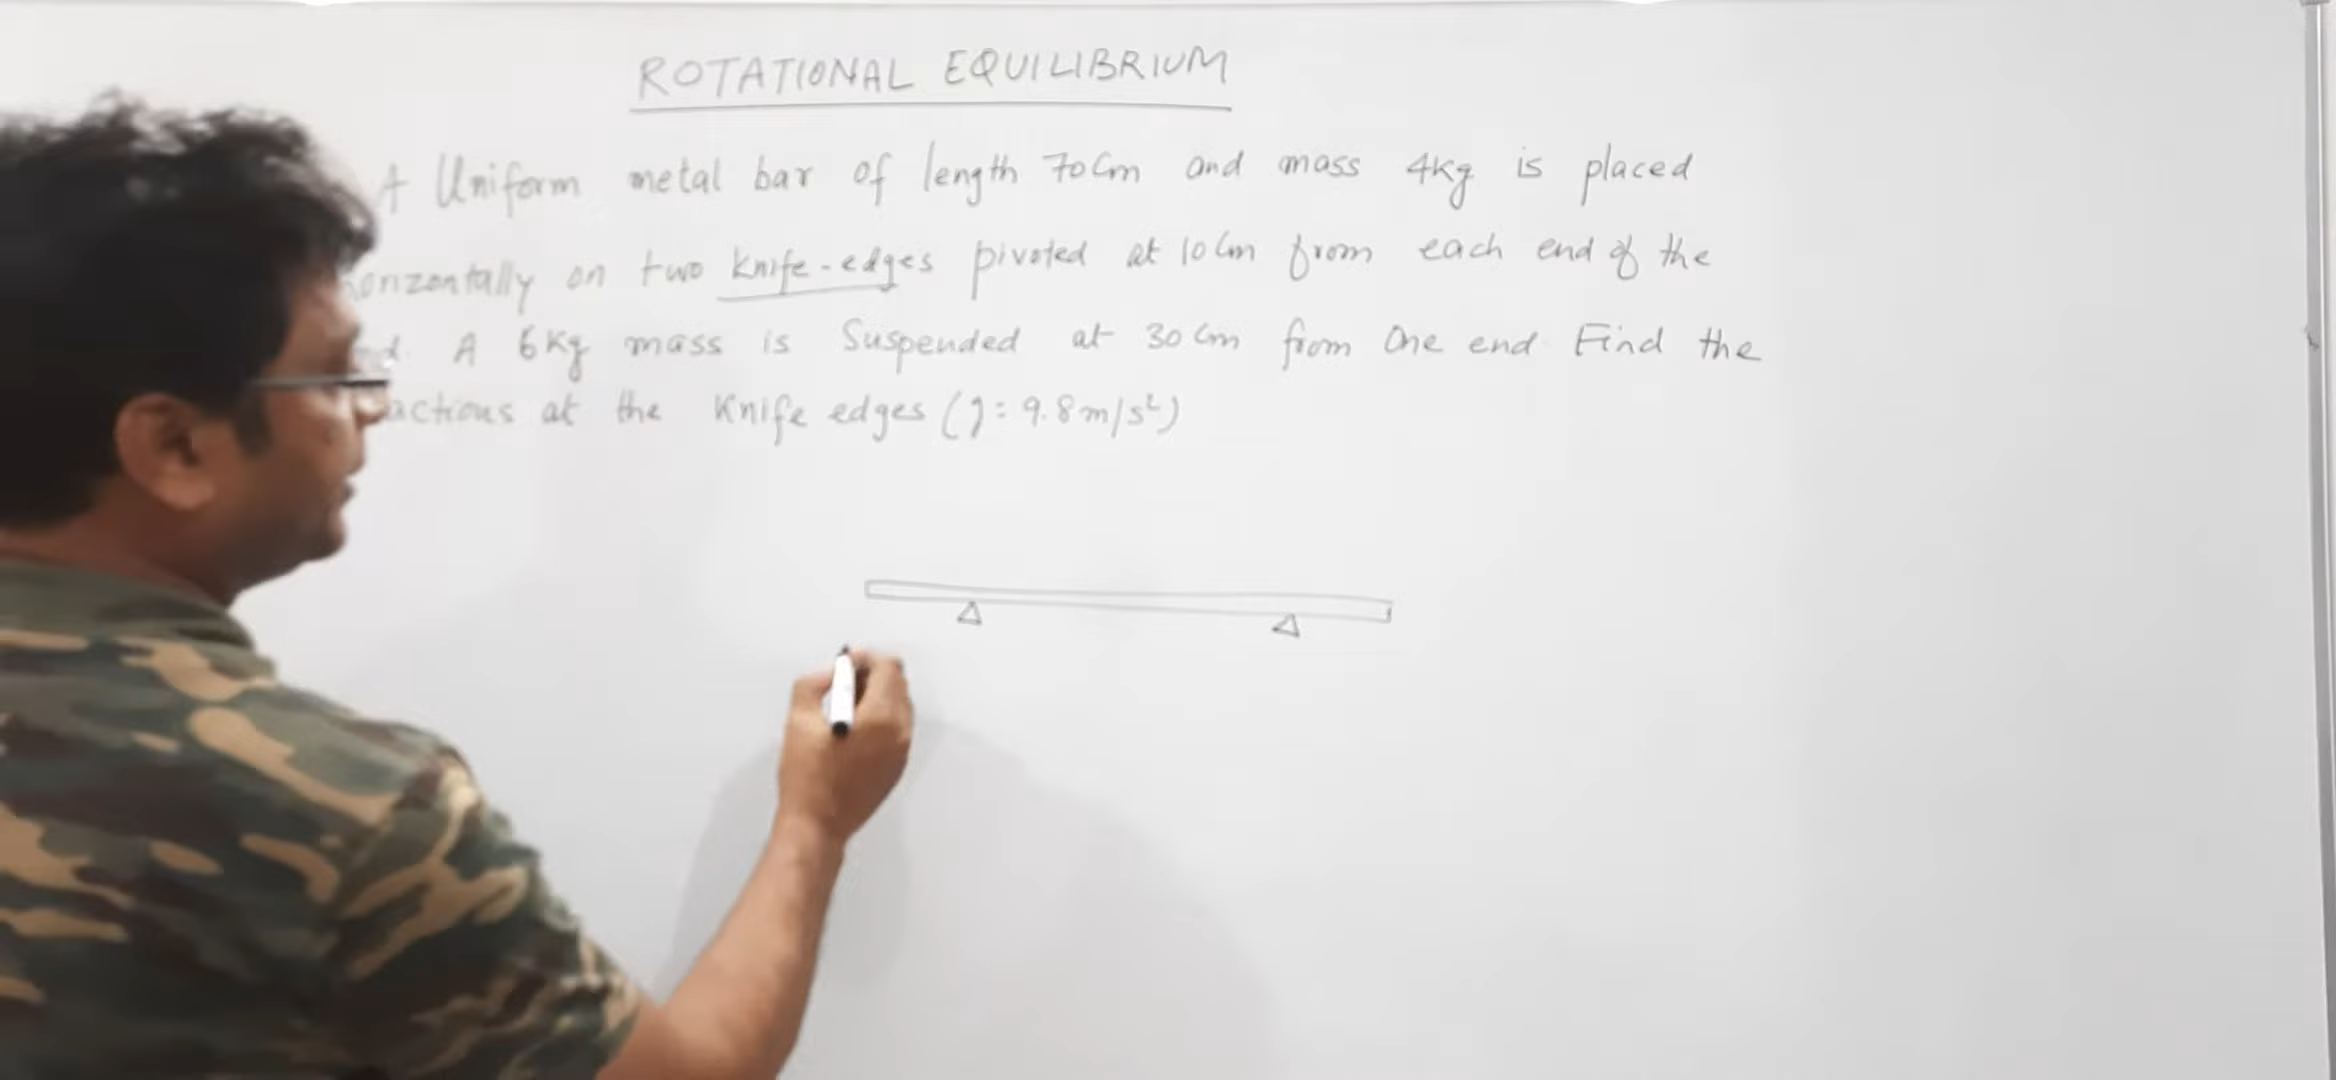 ROTATIONAL EQUILIBRIUM
A Uniform metal bar of length 70 Cm and mass 4kg is placed
on two knife-edges pivoted at 10 Cm from each end of the
A 6Kg mass is Suspended at 30 Cm from One end. Find the
at the Knife edges (g = 9.8m/s²)